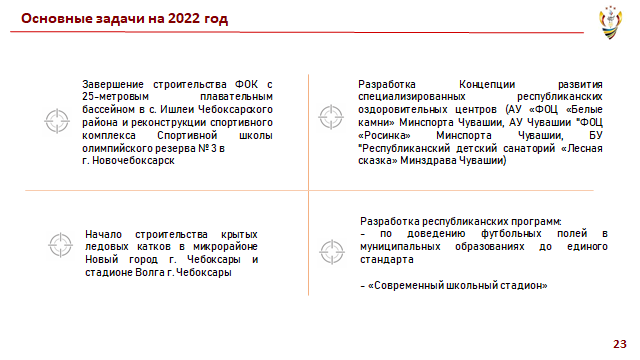 Основные задачи на 2022 год
Завершение строительства ФОК с
25-метровым плавательным
бассейном в с. Ишлеи Чебоксарского
района и реконструкции спортивного
комплекса Спортивной школы
олимпийского резерва № 3 в
г. Новочебоксарск
Разработка Концепции развития
специализированных республиканских
оздоровительных центров (АУ «ФОЦ «Белые
камни» Минспорта Чувашии, АУ Чувашии "ФОЦ
«Росинка» Минспорта Чувашии, БУ
"Республиканский детский санаторий «Лесная
сказка» Минздрава Чувашии)
Начало строительства крытых
ледовых катков в микрорайоне
Новый город г. Чебоксары и
стадионе Волга г. Чебоксары
Разработка республиканских программ:
- по доведению футбольных полей в
муниципальных образованиях до единого
стандарта
- «Современный школьный стадион»
23